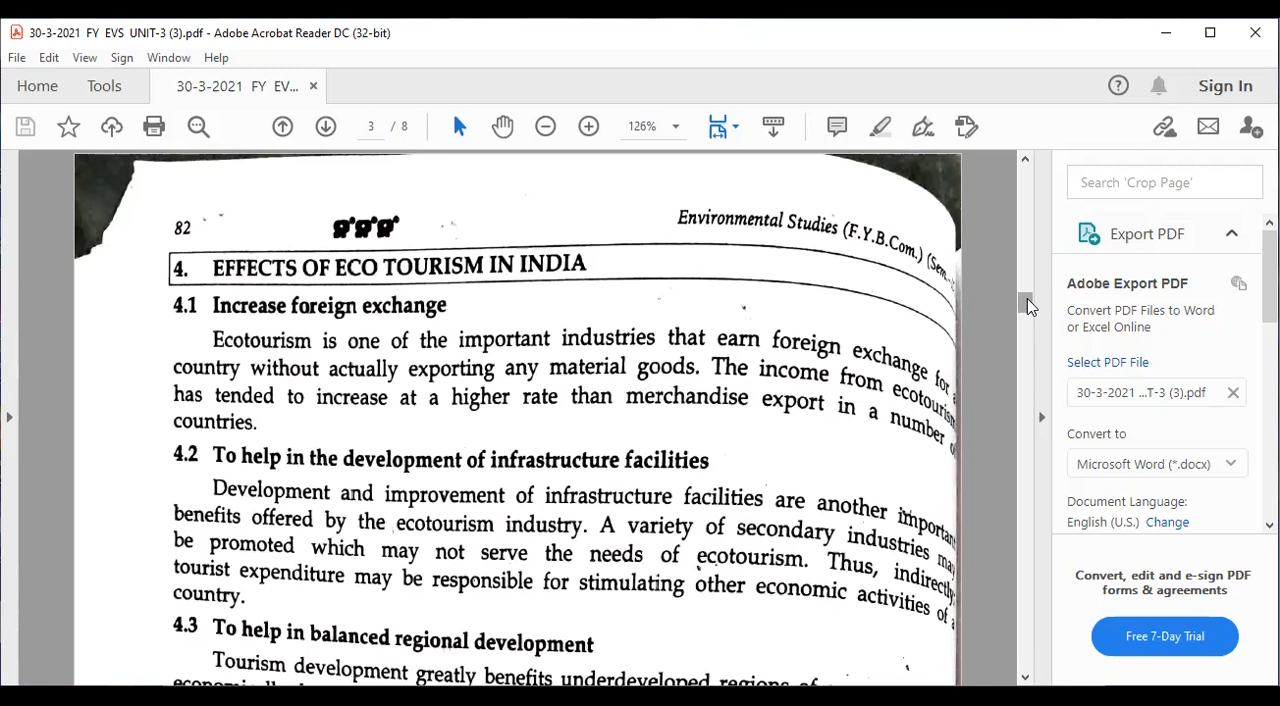 30-3-2021 FY EVS UNIT-3 (3).pdf - Adobe Acrobat Reader DC (32-bit)
File Edit View Sign Window Help
Home Tools 30-3-2021 FY EV... × Sign In
3 / 8 126%
82 Environmental Studies (F.Y.B.Com.) (Sem.
4. EFFECTS OF ECO TOURISM IN INDIA
4.1 Increase foreign exchange
Ecotourism is one of the important industries that earn foreign exchange for a
country without actually exporting any material goods. The income from ecotourism
has tended to increase at a higher rate than merchandise export in a number
countries.
4.2 To help in the development of infrastructure facilities
Development and improvement of infrastructure facilities are another important
benefits offered by the ecotourism industry. A variety of secondary industries may
be promoted which may not serve the needs of ecotourism. Thus, indirectly,
tourist expenditure may be responsible for stimulating other economic activities of a
country.
4.3 To help in balanced regional development
Tourism development greatly benefits underdeveloped regions
Search 'Crop Page'
Export PDF
Adobe Export PDF
Convert PDF Files to Word
or Excel Online
Select PDF File
30-3-2021 ...T-3 (3).pdf
Convert to
Microsoft Word (*.docx)
Document Language:
English (U.S.) Change
Convert, edit and e-sign PDF
forms & agreements
Free 7-Day Trial